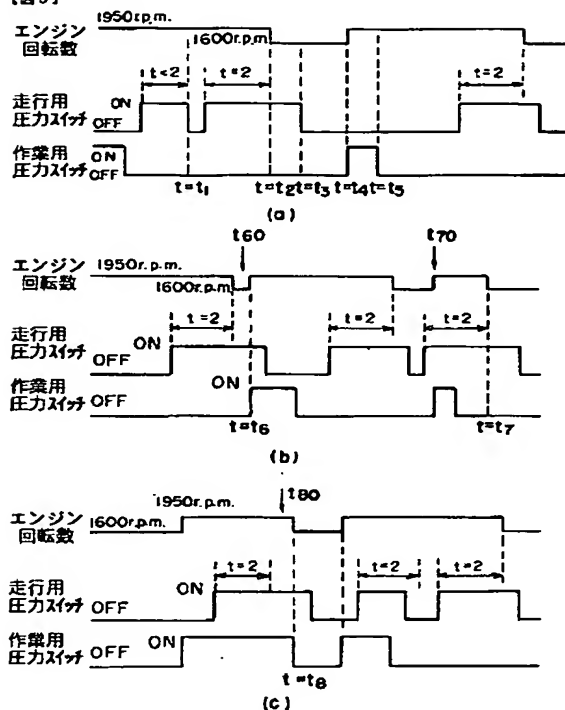 1950r.p.m.
エンジン
回転数
1600r.p.m.
t<2
t=2
t=2
走行用
圧力スイッチ
ON
OFF
作業用
圧力スイッチ
ON
OFF
t=t1
t=t2
t=t3
t=t4
t=t5
(a)
t60
t70
エンジン
回転数
1950r.p.m.
1600r.p.m.
t=2
t=2
t=2
走行用
圧力スイッチ
ON
OFF
作業用
圧力スイッチ
ON
OFF
t=t6
t=t7
(b)
t80
1950r.p.m.
エンジン
回転数
1600r.p.m.
t=2
t<2
t=2
走行用
圧力スイッチ
ON
OFF
作業用
圧力スイッチ
ON
OFF
t=t8
(c)